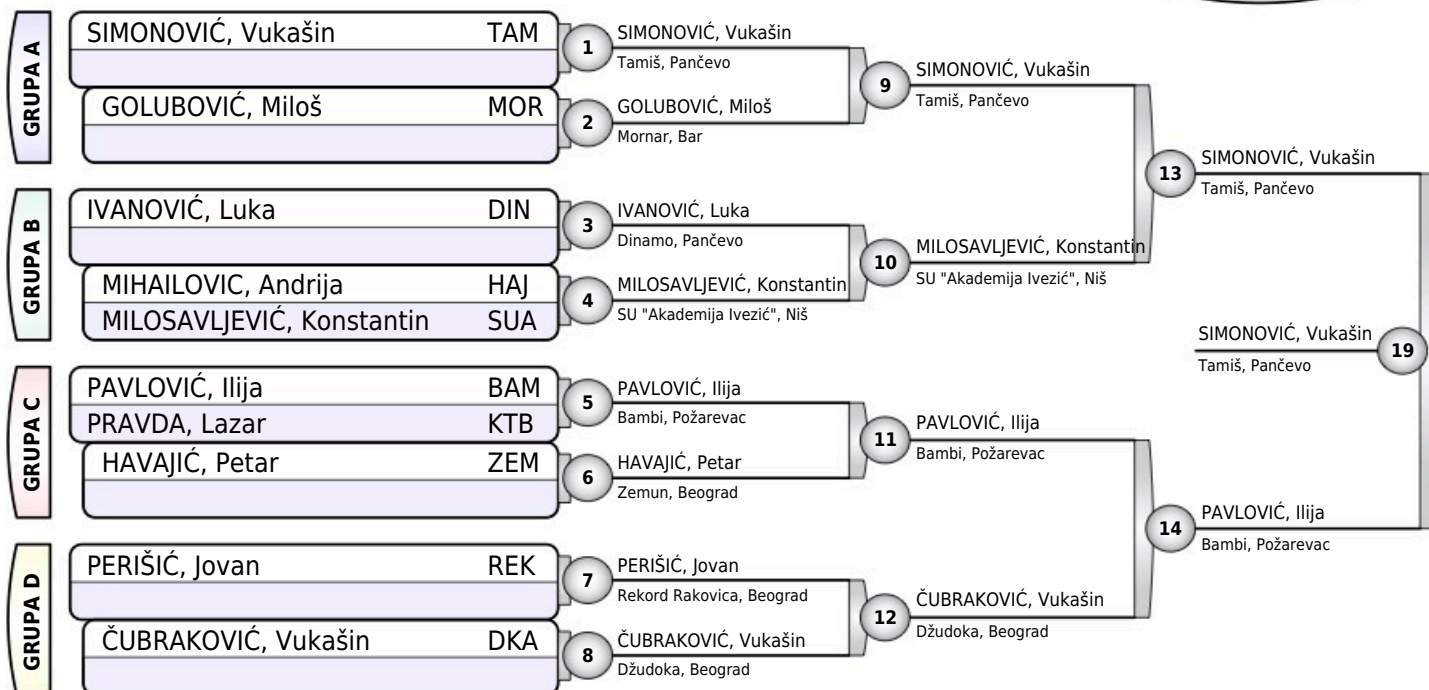 GRUPA A
SIMONOVIĆ, Vukašin TAM
GOLUBOVIĆ, Miloš MOR
GRUPA B
IVANOVIĆ, Luka DIN
MIHAILOVIC, Andrija HAJ
MILOSAVLJEVIĆ, Konstantin SUA
GRUPA C
PAVLOVIĆ, Ilija BAM
PRAVDA, Lazar KTB
HAVAJIĆ, Petar ZEM
GRUPA D
PERIŠIĆ, Jovan REK
ČUBRAKOVIĆ, Vukašin DKA
1
SIMONOVIĆ, Vukašin
Tamiš, Pančevo
2
GOLUBOVIĆ, Miloš
Mornar, Bar
3
IVANOVIĆ, Luka
Dinamo, Pančevo
4
MILOSAVLJEVIĆ, Konstantin
SU "Akademija Ivezić", Niš
5
PAVLOVIĆ, Ilija
Bambi, Požarevac
6
HAVAJIĆ, Petar
Zemun, Beograd
7
PERIŠIĆ, Jovan
Rekord Rakovica, Beograd
8
ČUBRAKOVIĆ, Vukašin
Džudoka, Beograd
9
SIMONOVIĆ, Vukašin
Tamiš, Pančevo
10
MILOSAVLJEVIĆ, Konstantin
SU "Akademija Ivezić", Niš
11
PAVLOVIĆ, Ilija
Bambi, Požarevac
12
ČUBRAKOVIĆ, Vukašin
Džudoka, Beograd
13
SIMONOVIĆ, Vukašin
Tamiš, Pančevo
14
PAVLOVIĆ, Ilija
Bambi, Požarevac
SIMONOVIĆ, Vukašin
Tamiš, Pančevo
19